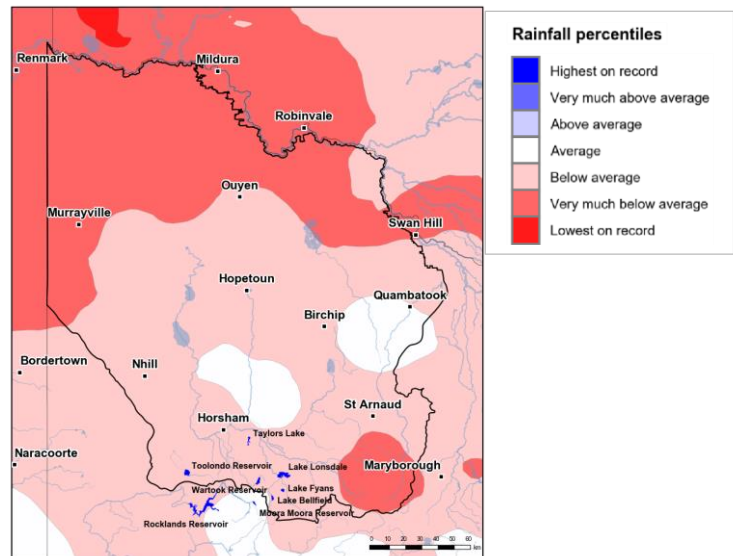 Renmark
Mildura
Robinvale
Ouyen
Murrayville
Swan Hill
Hopetoun
Quambatook
Birchip
Bordertown
Nhill
St Arnaud
Horsham
Taylors Lake
Naracoorte
Toolondo Reservoir
Lake Lonsdale
Maryborough
Wartook Reservoir
Lake Fyans
Lake Bellfield
Moora Moora Reservoir
Rocklands Reservoir
0 10 20 30 40 50 60
km
Rainfall percentiles
Highest on record
Very much above average
Above average
Average
Below average
Very much below average
Lowest on record